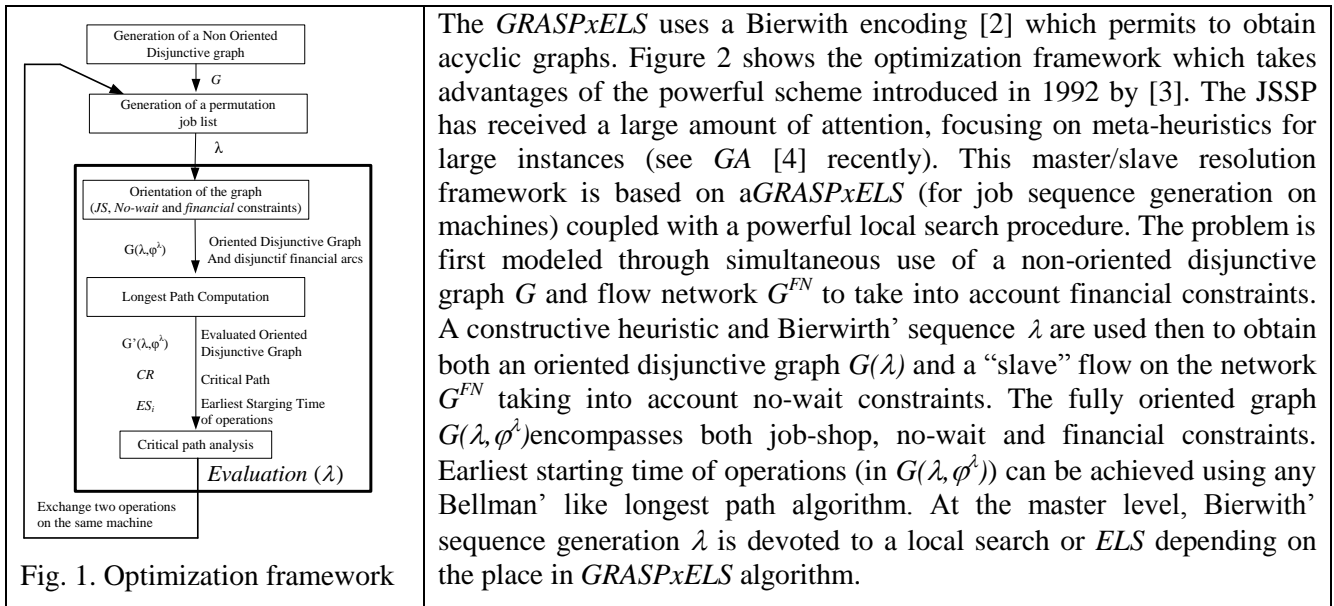 Generation of a Non Oriented
Disjunctive graph
G
Generation of a permutation
job list
λ
Orientation of the graph
(JS, No-wait and financial constraints)
G(λ,φ^λ)
Oriented Disjunctive Graph
And disjunctif financial arcs
Longest Path Computation
G'(λ,φ^λ)
Evaluated Oriented
Disjunctive Graph
CR
Critical Path
ES_i
Earliest Starging Time
of operations
Critical path analysis
Evaluation (λ)
Exchange two operations
on the same machine
Fig. 1. Optimization framework
The GRASPxELS uses a Bierwith encoding [2] which permits to obtain
acyclic graphs. Figure 2 shows the optimization framework which takes
advantages of the powerful scheme introduced in 1992 by [3]. The JSSP
has received a large amount of attention, focusing on meta-heuristics for
large instances (see GA [4] recently). This master/slave resolution
framework is based on aGRASPxELS (for job sequence generation on
machines) coupled with a powerful local search procedure. The problem is
first modeled through simultaneous use of a non-oriented disjunctive
graph G and flow network G^FN to take into account financial constraints.
A constructive heuristic and Bierwirth' sequence λ are used then to obtain
both an oriented disjunctive graph G(λ) and a “slave” flow on the network
G^FN taking into account no-wait constraints. The fully oriented graph
G(λ,φ^λ)encompasses both job-shop, no-wait and financial constraints.
Earliest starting time of operations (in G(λ,φ^λ)) can be achieved using any
Bellman' like longest path algorithm. At the master level, Bierwith'
sequence generation λ is devoted to a local search or ELS depending on
the place in GRASPxELS algorithm.